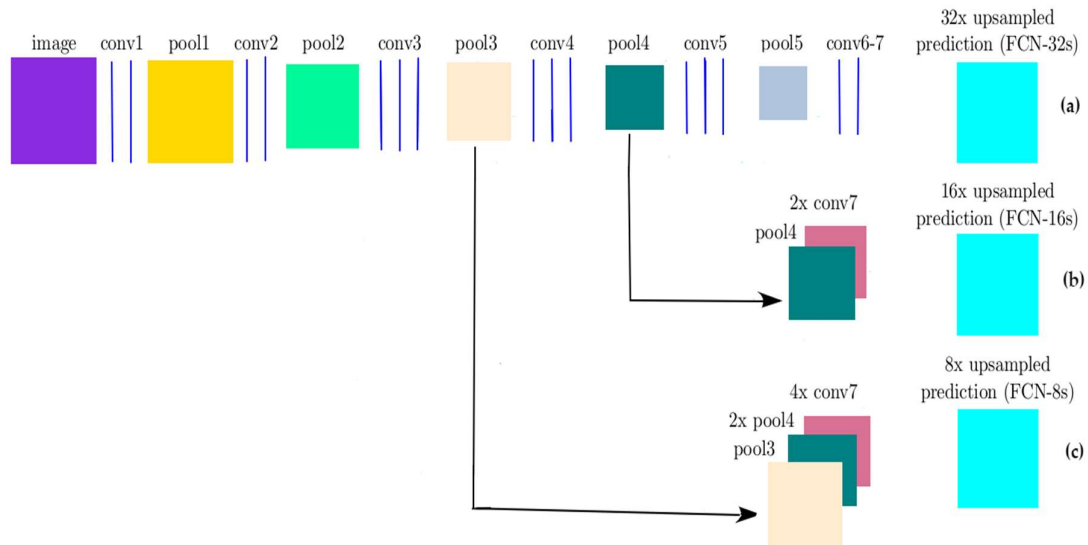 image conv1 pool1 conv2 pool2 conv3 pool3 conv4 pool4 conv5 pool5 conv6-7
32x upsampled
prediction (FCN-32s)
(a)
2x conv7
pool4
16x upsampled
prediction (FCN-16s)
(b)
4x conv7
2x pool4
pool3
8x upsampled
prediction (FCN-8s)
(c)